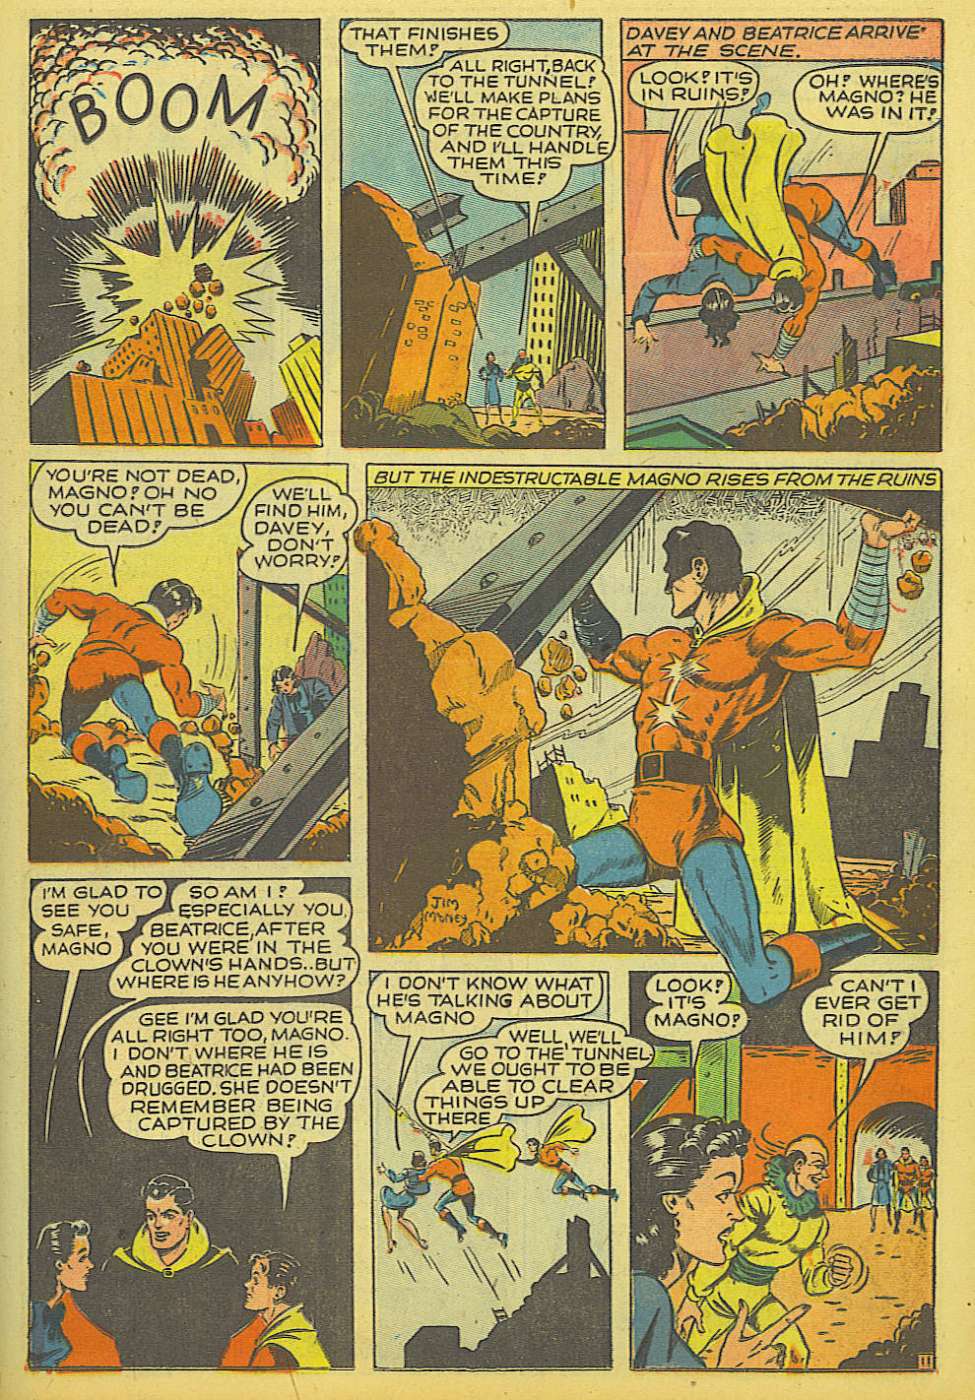 BOOM
THAT FINISHES
THEM!
ALL RIGHT, BACK
TO THE TUNNEL!
WE'LL MAKE PLANS
FOR THE CAPTURE
OF THE COUNTRY,
AND I'LL HANDLE
THEM THIS
TIME!
DAVEY AND BEATRICE ARRIVE
AT THE SCENE.
LOOK! IT'S
IN RUINS!
OH! WHERE'S
MAGNO? HE
WAS IN IT!
YOU'RE NOT DEAD,
MAGNO! OH NO
YOU CAN'T BE
DEAD!
WE'LL
FIND HIM,
DAVEY,
DON'T
WORRY!
BUT THE INDESTRUCTABLE MAGNO RISES FROM THE RUINS
JIM
MOONEY
I'M GLAD TO
SEE YOU
SAFE,
MAGNO
SO AM I!
ESPECIALLY YOU,
BEATRICE, AFTER
YOU WERE IN THE
CLOWN'S HANDS..BUT
WHERE IS HE ANYHOW?
GEE I'M GLAD YOU'RE
ALL RIGHT TOO, MAGNO.
I DON'T WHERE HE IS
AND BEATRICE HAD BEEN
DRUGGED. SHE DOESN'T
REMEMBER BEING
CAPTURED BY THE
CLOWN!
I DON'T KNOW WHAT
HE'S TALKING ABOUT
MAGNO
WELL, WE'LL
GO TO THE TUNNEL.
WE OUGHT TO BE
ABLE TO CLEAR
THINGS UP
THERE
LOOK!
IT'S
MAGNO!
CAN'T I
EVER GET
RID OF
HIM!
11